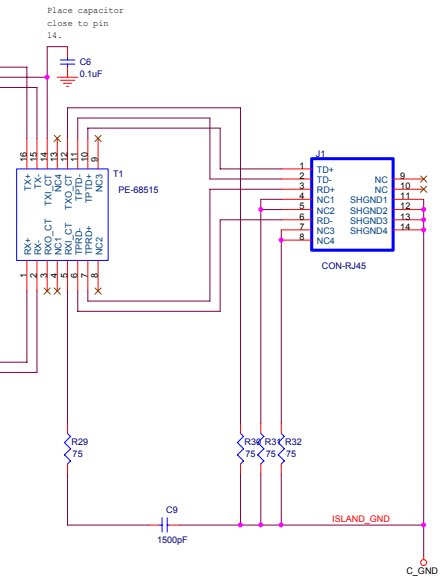 Place capacitor
close to pin
14.
C6
0.1uF
16
15
14
13
12
11
10
9
TX+
TX-
TXI_CT
NC4
TXO_CT
TPTD-
TPTD+
NC3
T1
PE-68515
RX+
RX-
RXO_CT
NC1
RXI_CT
TPRD-
TPRD+
NC2
1
2
3
4
5
6
7
8
J1
1 TD+
2 TD-
3 RD+
4 NC1
5 NC2
6 RD-
7 NC3
8 NC4
NC 9
NC 10
SHGND1 11
SHGND2 12
SHGND3 13
SHGND4 14
CON-RJ45
R29
75
R30
75
R31
75
R32
75
C9
1500pF
ISLAND_GND
C_GND